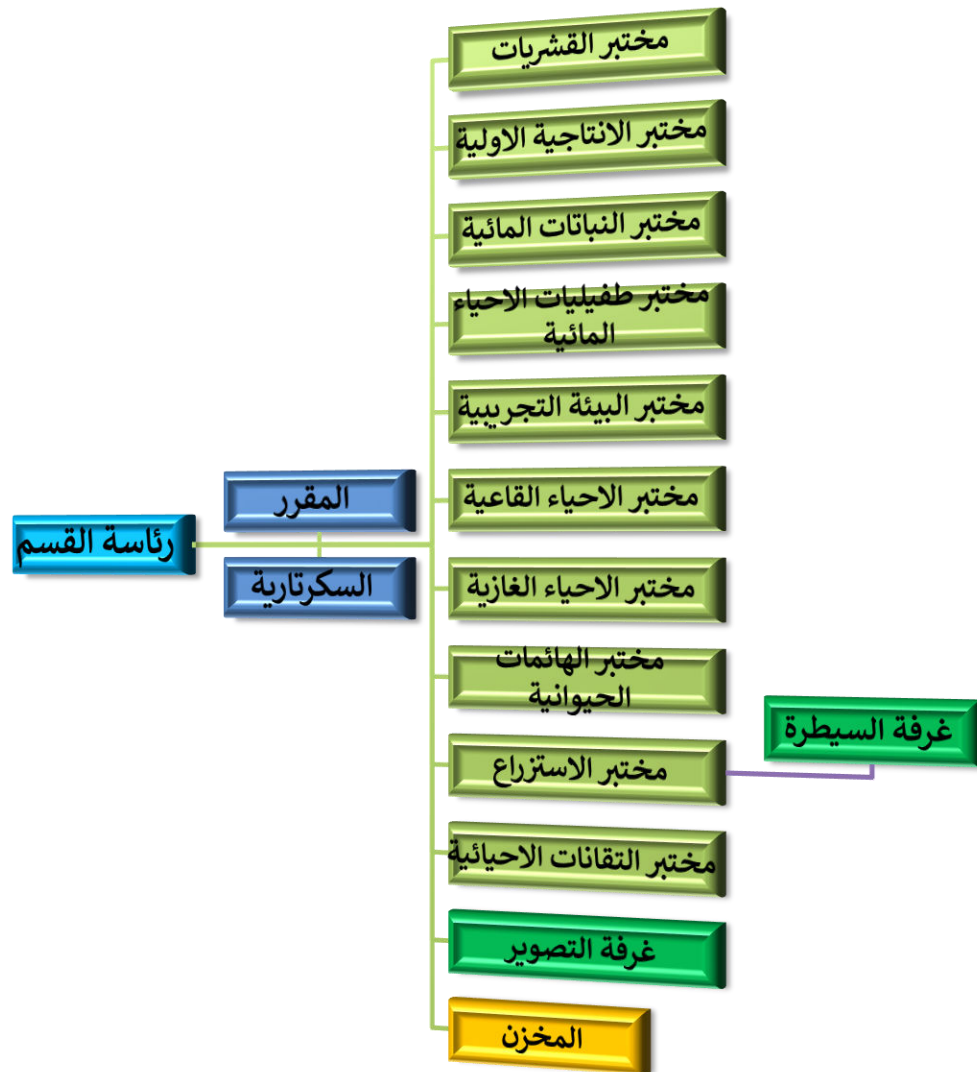 مختبر القشريات
مختبر الانتاجية الاولية
مختبر النباتات المائية
مختبر طفيليات الاحياء
المائية
مختبر البيئة التجريبية
المقرر
مختبر الاحياء القاعية
رئاسة القسم
السكرتارية
مختبر الاحياء الغازية
مختبر الهائمات
الحيوانية
غرفة السيطرة
مختبر الاستزراع
مختبر التقانات الاحيائية
غرفة التصوير
المخزن